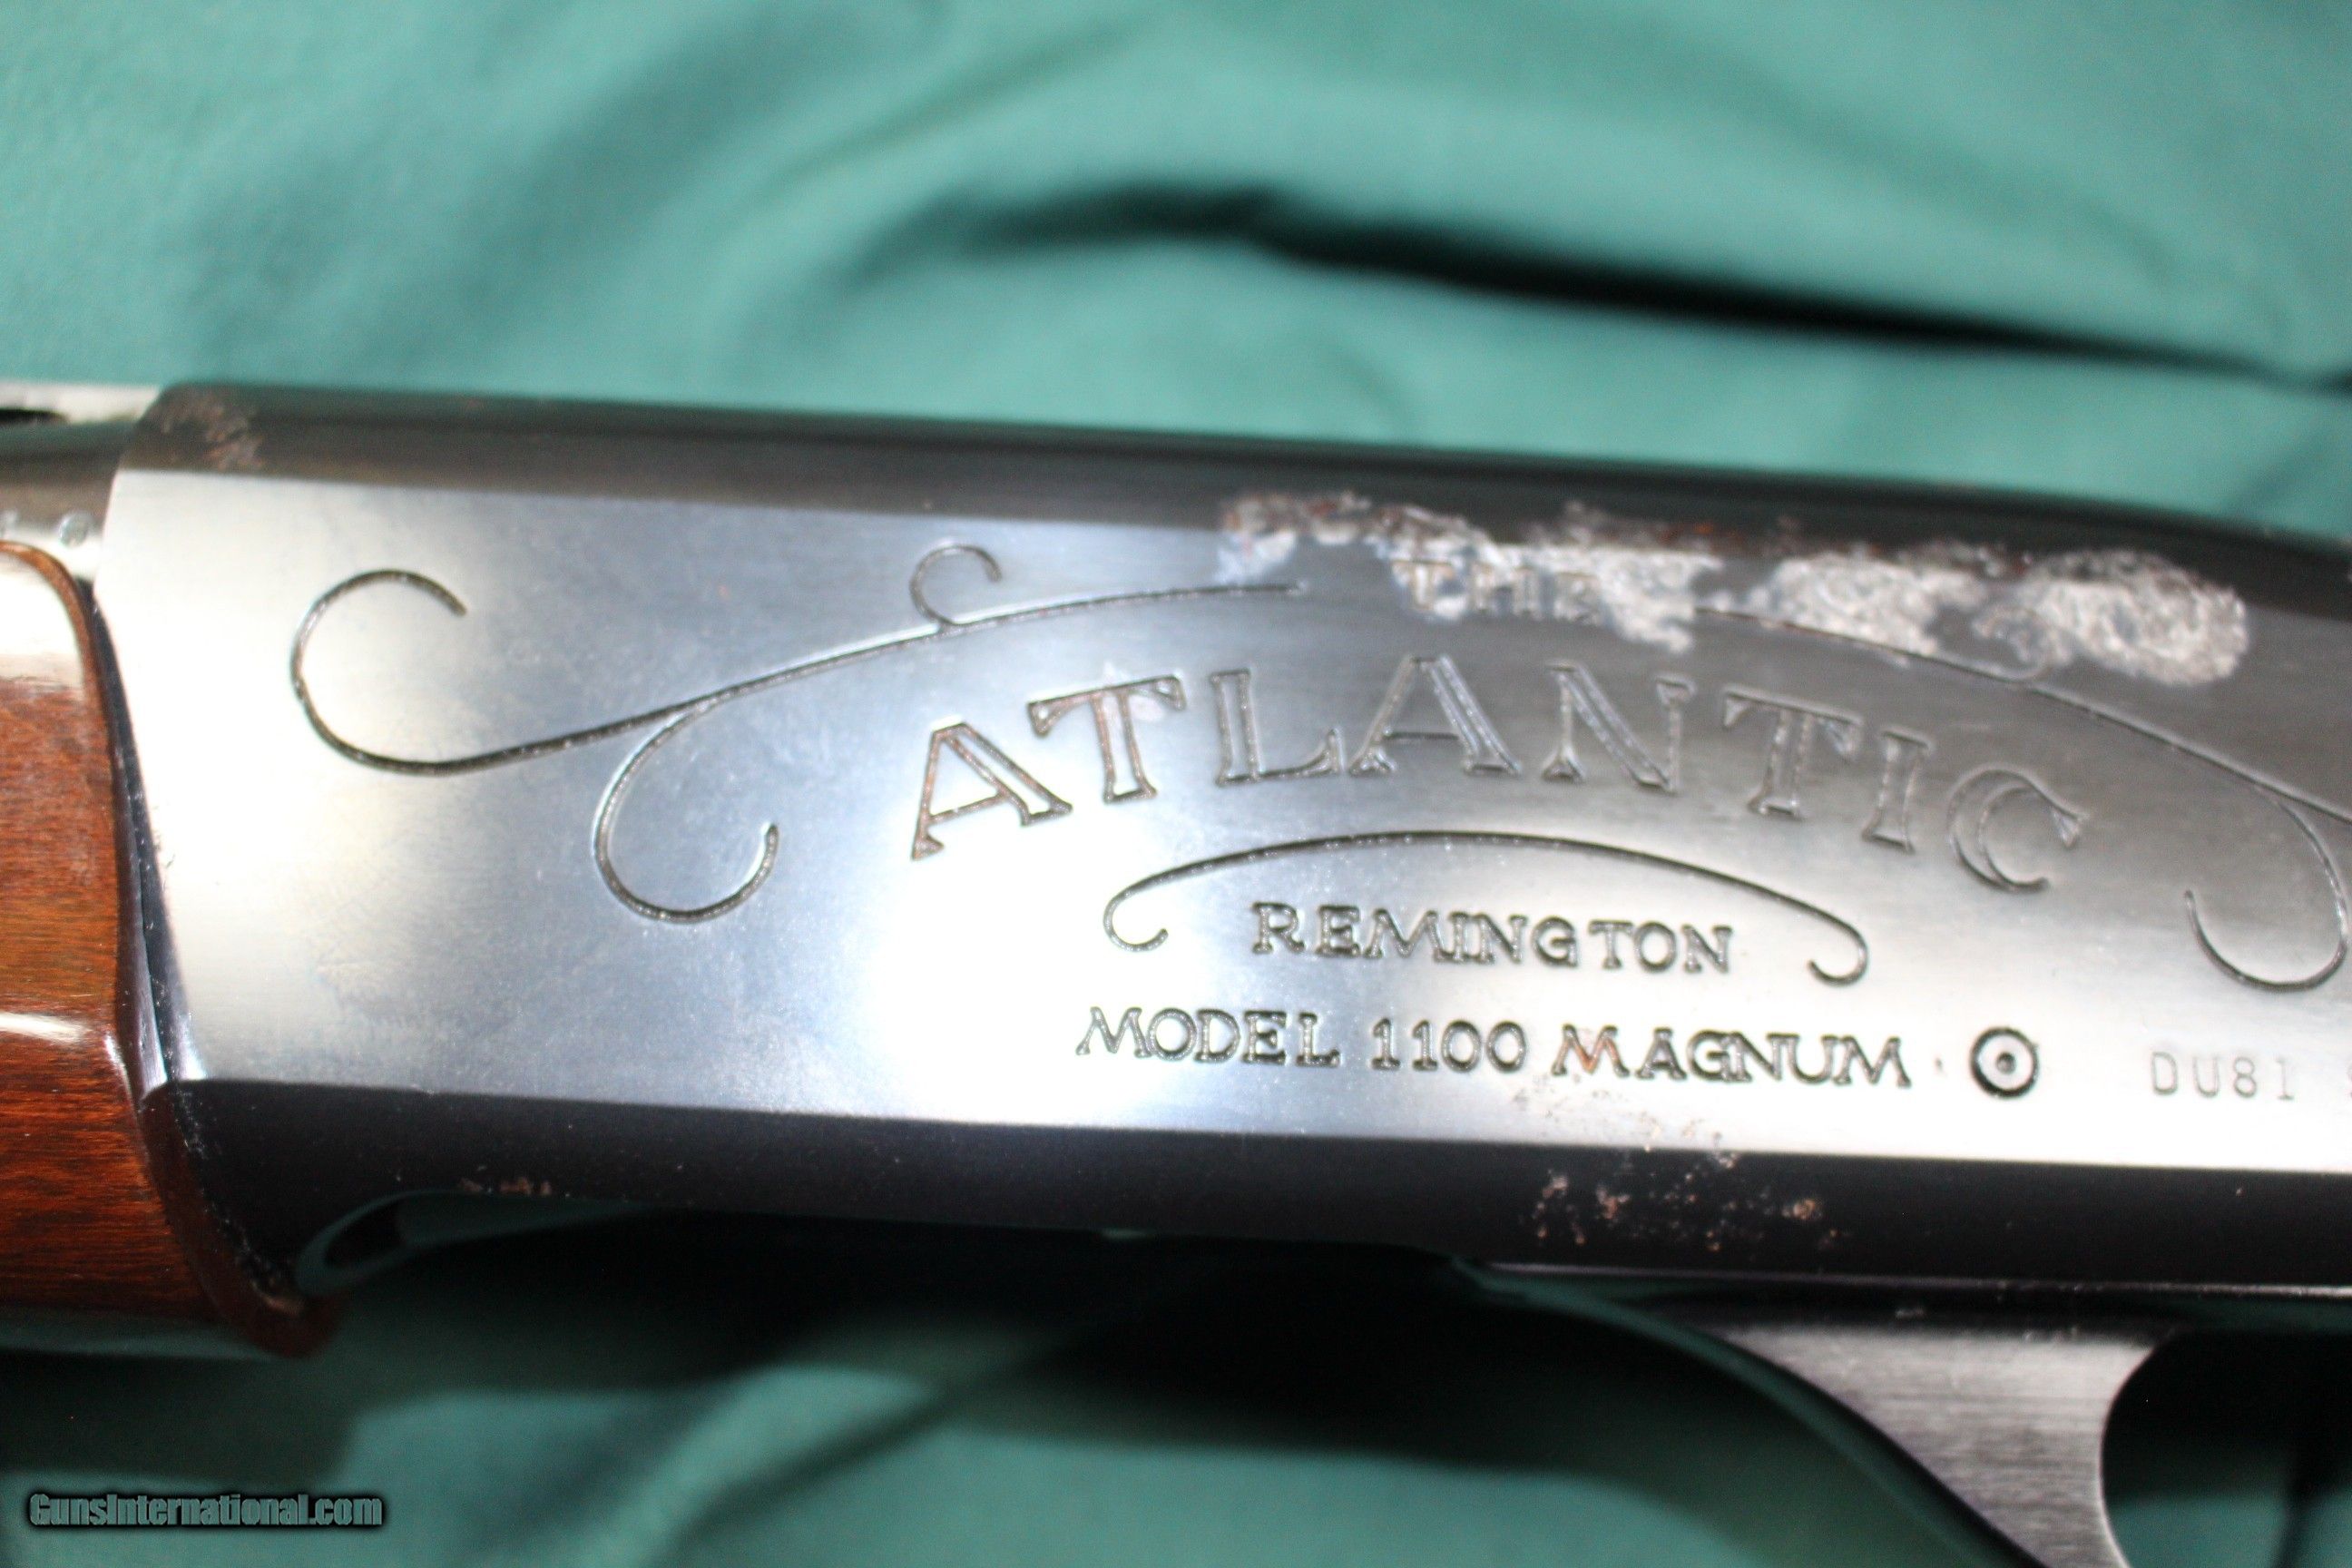 THE
ATLANTIC
REMINGTON
MODEL 1100 MAGNUM DU81
GunsInternational.com